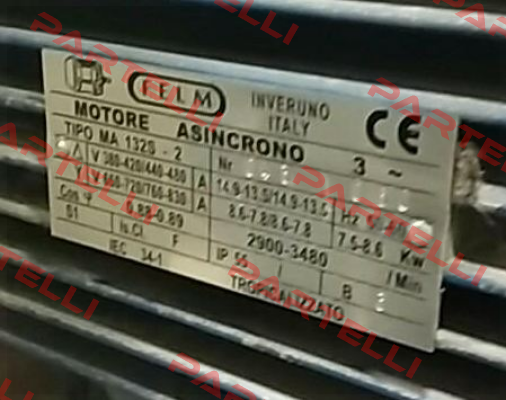 FELM
INVERUNO
ITALY
CE
MOTORE ASINCRONO 3 ~
TIPO MA 132S - 2 Nr
Δ V 380-420/440-480 A 14.9-13.5/14.9-13.5 Hz
Y V 660-720/760-830 A 8.6-7.8/8.6-7.8 7.5-8.6 Kw
Cos φ 0.88-0.89 2900-3480 /Min
S1 Is.Cl F IP 55 / B 3
IEC 34-1 TROPICALIZZATO
PARTELLI
PARTELLI
PARTELLI
PARTELLI
PARTELLI
PARTELLI